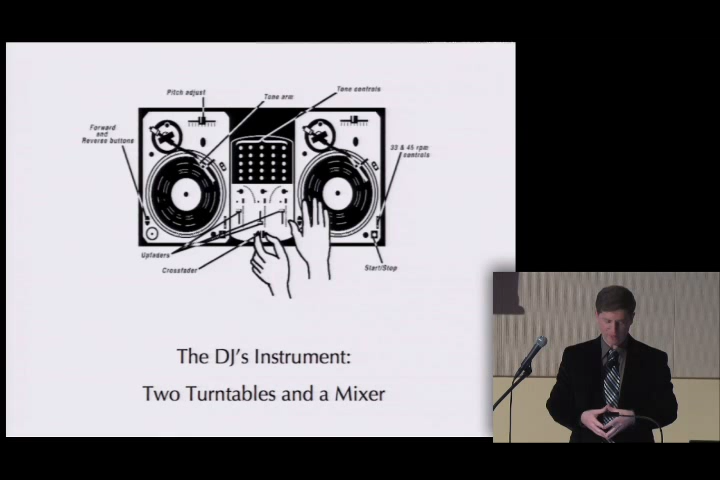 Pitch adjust
Tone arm
Tone controls
Forward
and
Reverse buttons
33 & 45 rpm
controls
Upfaders
Crossfader
Start/Stop
The DJ's Instrument:
Two Turntables and a Mixer